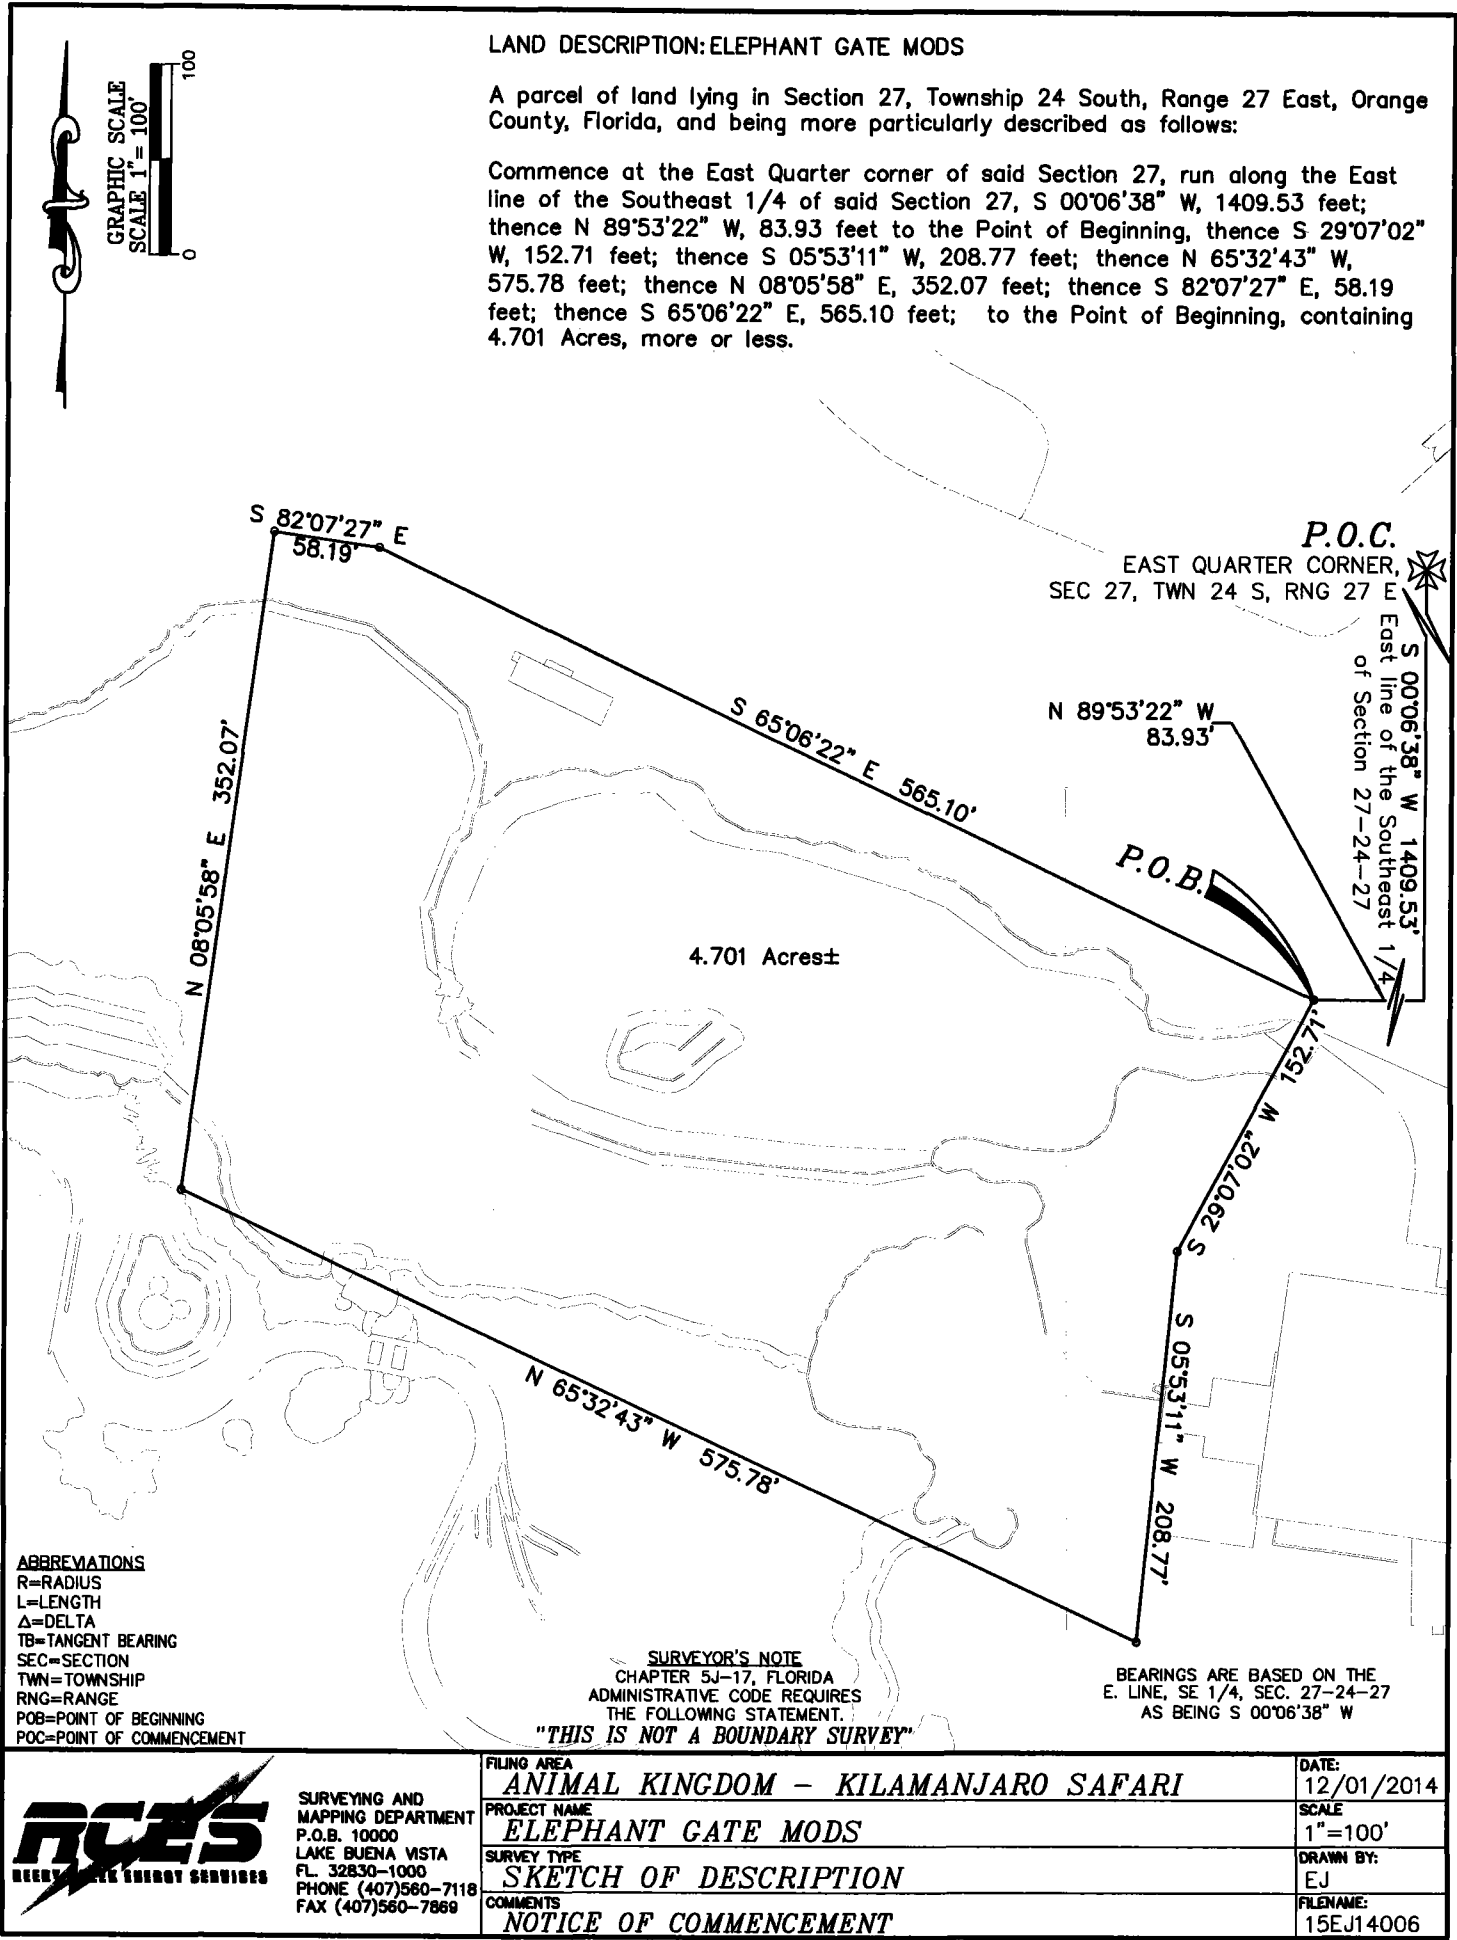 LAND DESCRIPTION: ELEPHANT GATE MODS
A parcel of land lying in Section 27, Township 24 South, Range 27 East, Orange
County, Florida, and being more particularly described as follows:
Commence at the East Quarter corner of said Section 27, run along the East
line of the Southeast 1/4 of said Section 27, S 00°06'38" W, 1409.53 feet;
thence N 89°53'22" W, 83.93 feet to the Point of Beginning, thence S 29°07'02"
W, 152.71 feet; thence S 05°53'11" W, 208.77 feet; thence N 65°32'43" W,
575.78 feet; thence N 08°05'58" E, 352.07 feet; thence S 82°07'27" E, 58.19
feet; thence S 65°06'22" E, 565.10 feet; to the Point of Beginning, containing
4.701 Acres, more or less.
GRAPHIC SCALE
SCALE 1"= 100'
0
100
S 82°07'27" E
58.19'
P.O.C.
EAST QUARTER CORNER,
SEC 27, TWN 24 S, RNG 27 E
S 00°06'38" W 1409.53'
East line of the Southeast 1/4
of Section 27-24-27
N 89°53'22" W
83.93'
S 65°06'22" E 565.10'
N 08°05'58" E 352.07'
P.O.B.
4.701 Acres±
S 29°07'02" W 152.71'
S 05°53'11" W 208.77'
N 65°32'43" W 575.78'
ABBREVIATIONS
R=RADIUS
L=LENGTH
Δ=DELTA
TB=TANGENT BEARING
SEC=SECTION
TWN=TOWNSHIP
RNG=RANGE
POB=POINT OF BEGINNING
POC=POINT OF COMMENCEMENT
SURVEYOR'S NOTE
CHAPTER 5J-17, FLORIDA
ADMINISTRATIVE CODE REQUIRES
THE FOLLOWING STATEMENT.
"THIS IS NOT A BOUNDARY SURVEY"
BEARINGS ARE BASED ON THE
E. LINE, SE 1/4, SEC. 27-24-27
AS BEING S 00°06'38" W
RCES
ENERGY SERVICES
SURVEYING AND
MAPPING DEPARTMENT
P.O.B. 10000
LAKE BUENA VISTA
FL. 32830-1000
PHONE (407)560-7118
FAX (407)560-7869
FILING AREA
ANIMAL KINGDOM - KILAMANJARO SAFARI
PROJECT NAME
ELEPHANT GATE MODS
SURVEY TYPE
SKETCH OF DESCRIPTION
COMMENTS
NOTICE OF COMMENCEMENT
DATE:
12/01/2014
SCALE
1"=100'
DRAWN BY:
EJ
FILENAME:
15EJ14006